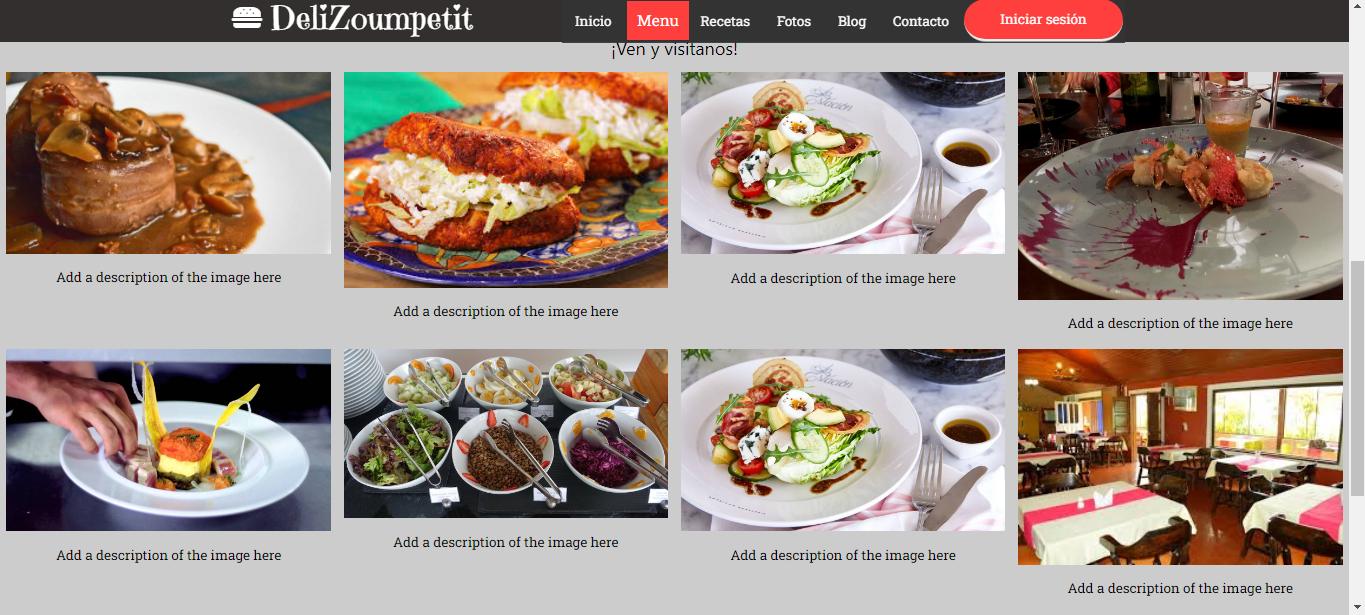 DeliZoumpetit
Inicio Menu Recetas Fotos Blog Contacto Iniciar sesión
¡Ven y visitanos!
Add a description of the image here
Add a description of the image here
Add a description of the image here
Add a description of the image here
Add a description of the image here
Add a description of the image here
Add a description of the image here
Add a description of the image here